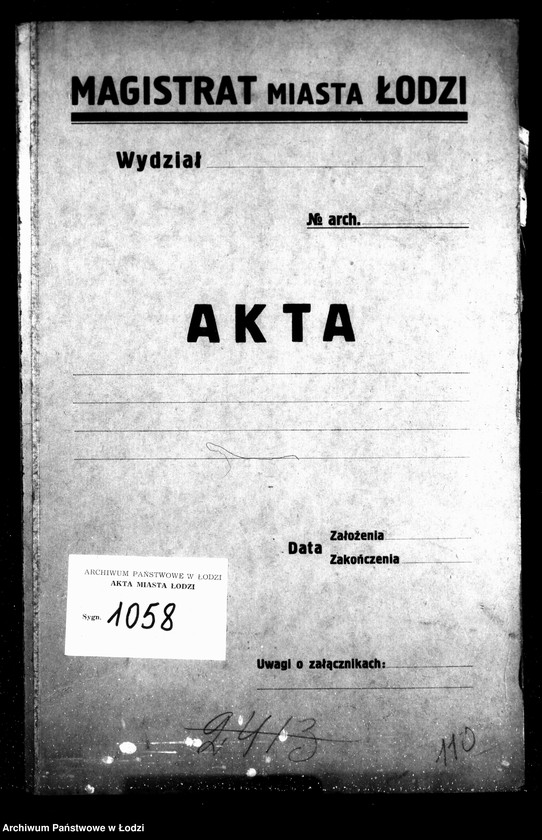 MAGISTRAT MIASTA ŁODZI
Wydział
№ arch.
AKTA
Data Założenia
Zakończenia
ARCHIWUM PAŃSTWOWE W ŁODZI
AKTA MIASTA ŁODZI
Sygn. 1058
Uwagi o załącznikach:
2413
110
Archiwum Państwowe w Łodzi